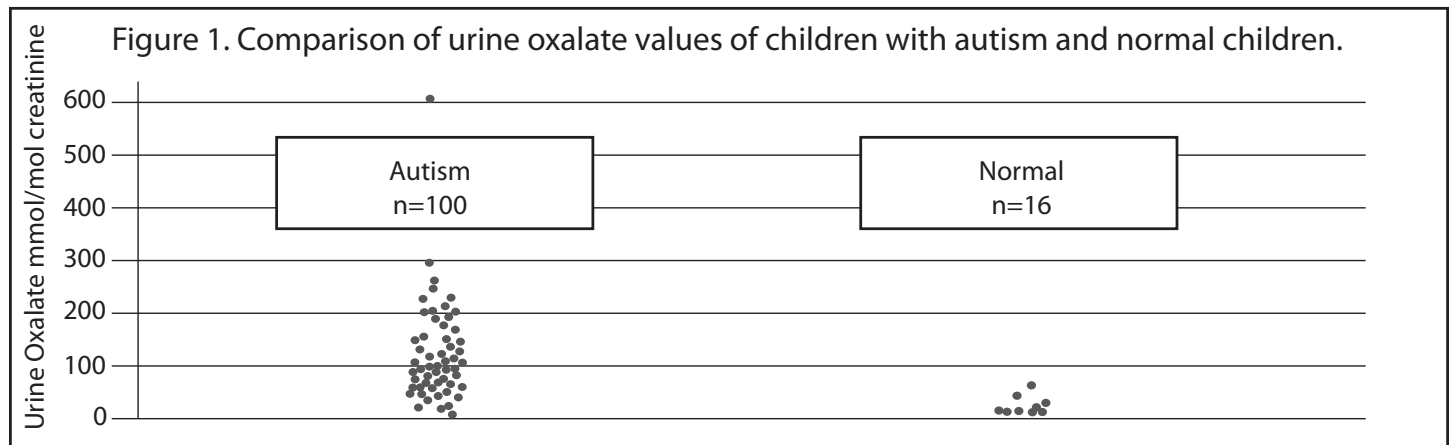 Figure 1. Comparison of urine oxalate values of children with autism and normal children.
Urine Oxalate mmol/mol creatinine
600
500
400
300
200
100
0
Autism
n=100
Normal
n=16